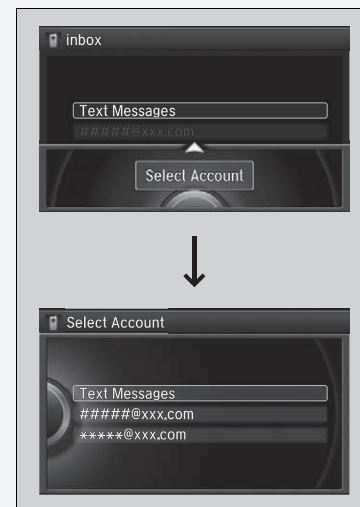 inbox
Text Messages
#####@xxx.com
Select Account
Select Account
Text Messages
#####@xxx.com
*****@xxx.com